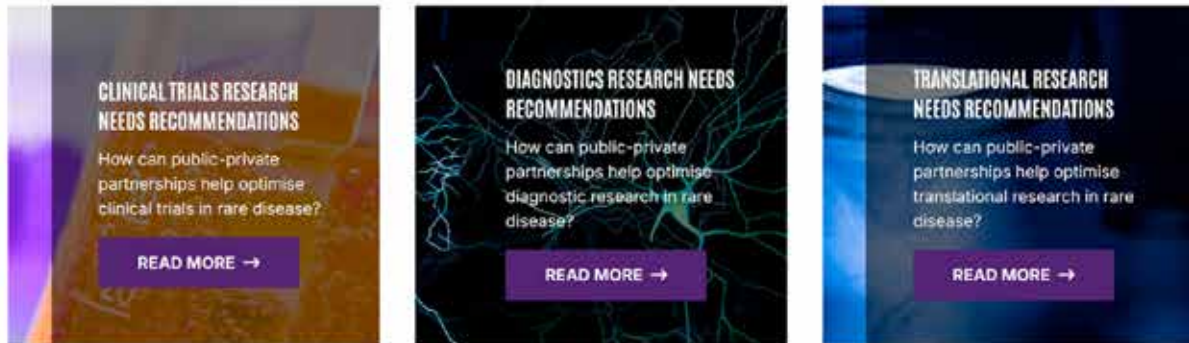 CLINICAL TRIALS RESEARCH
NEEDS RECOMMENDATIONS
How can public-private
partnerships help optimise
clinical trials in rare disease?
READ MORE →
DIAGNOSTICS RESEARCH NEEDS
RECOMMENDATIONS
How can public-private
partnerships help optimise
diagnostic research in rare
disease?
READ MORE →
TRANSLATIONAL RESEARCH
NEEDS RECOMMENDATIONS
How can public-private
partnerships help optimise
translational research in rare
disease?
READ MORE →